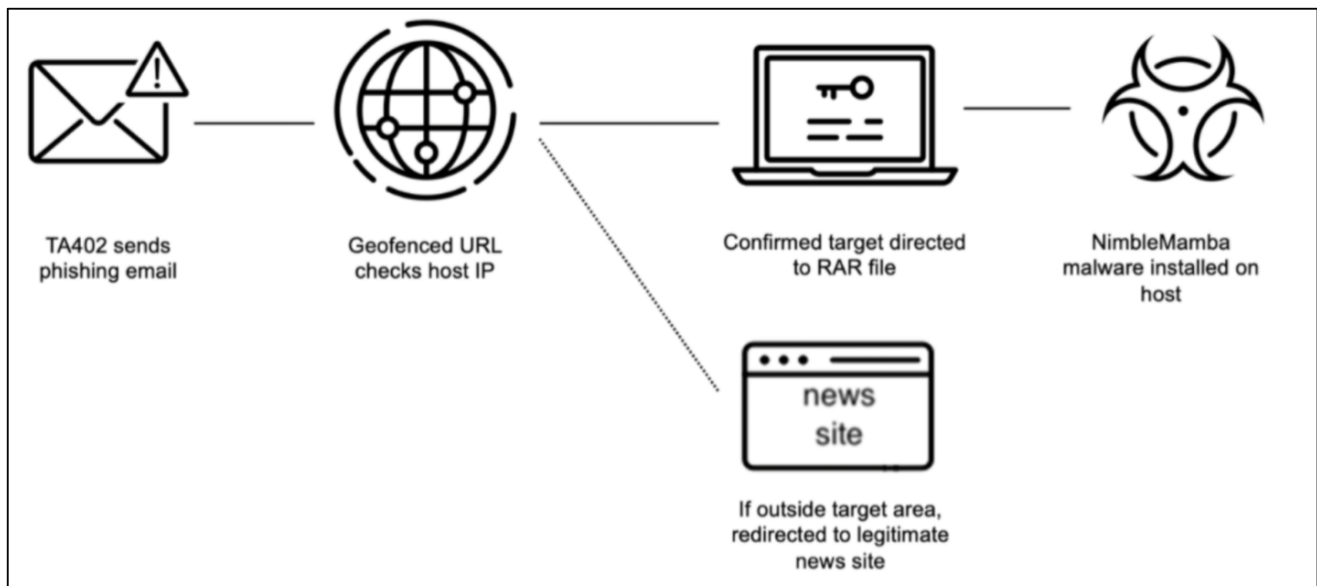 TA402 sends
phishing email
Geofenced URL
checks host IP
Confirmed target directed
to RAR file
NimbleMamba
malware installed on
host
news
site
If outside target area,
redirected to legitimate
news site